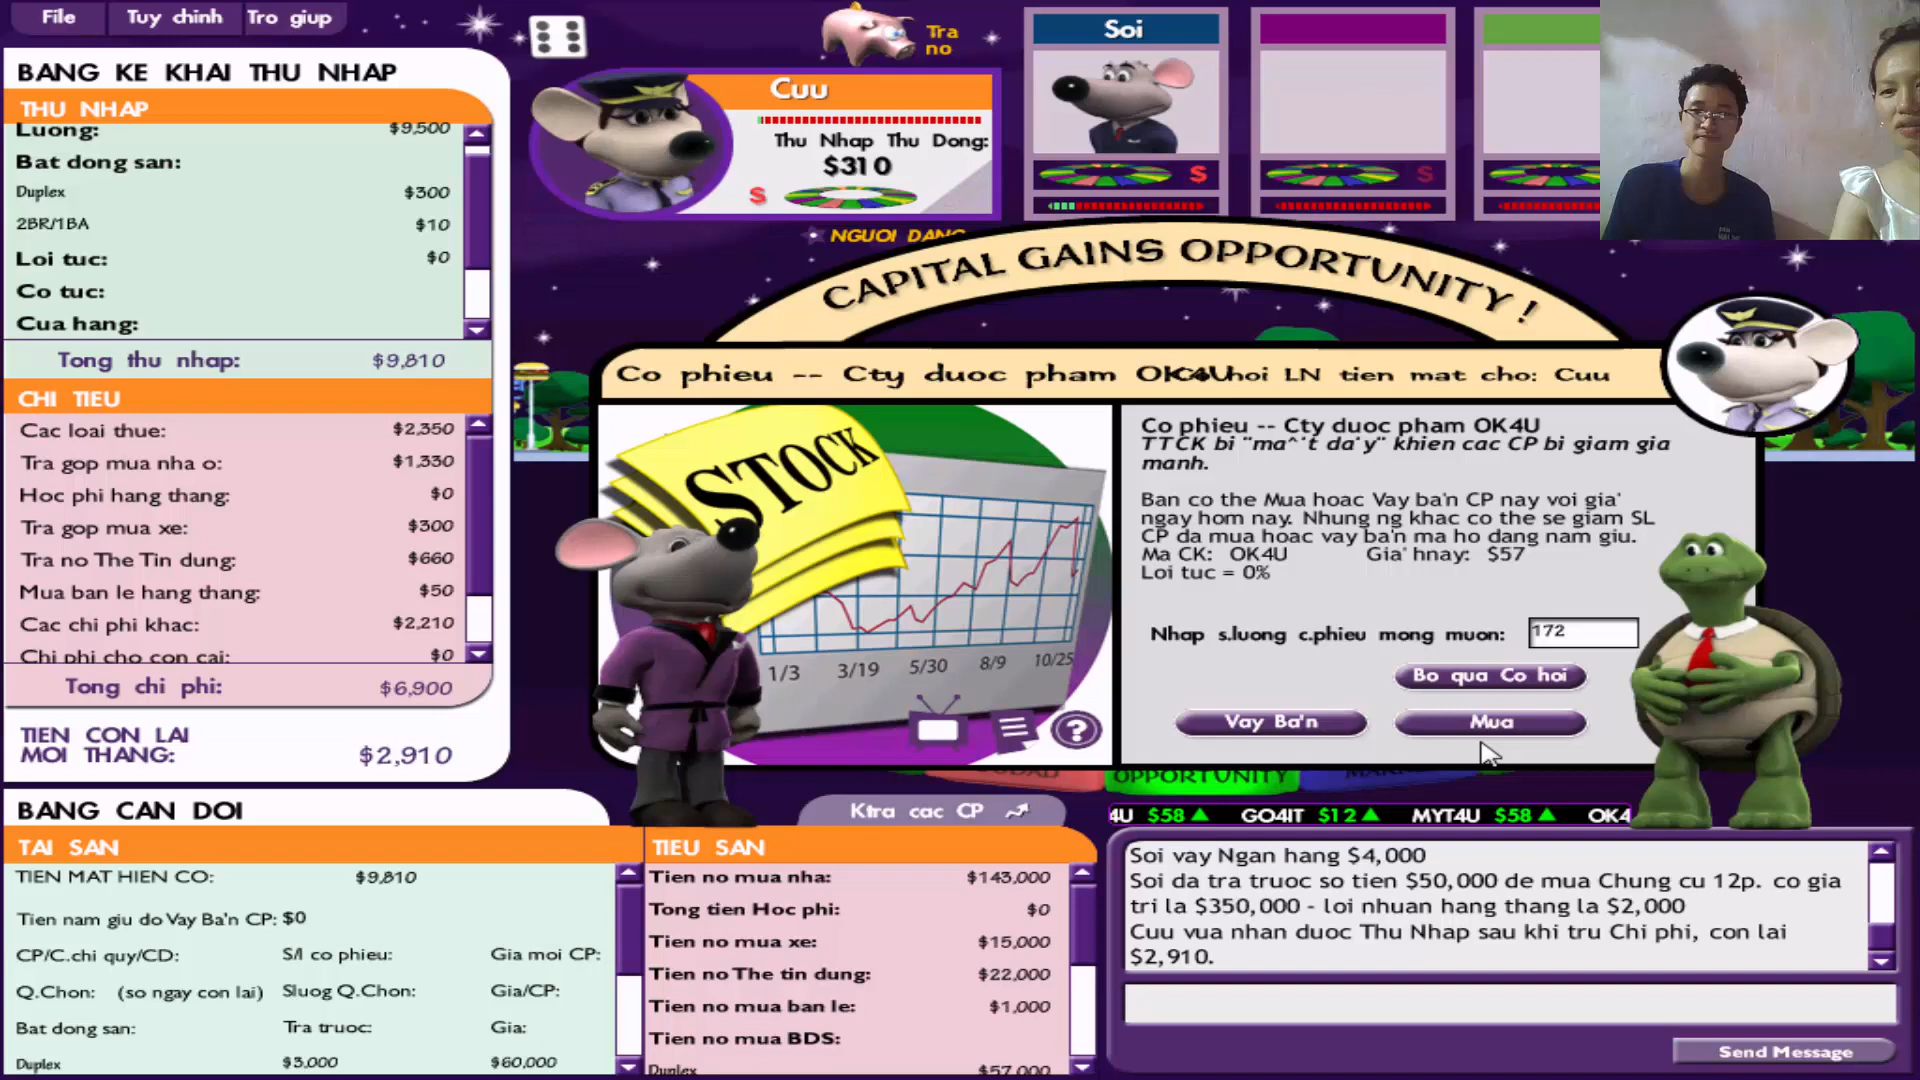 File
Tuy chinh
Tro giup
BANG KE KHAI THU NHAP
THU NHAP
Luong: $9,500
Bat dong san:
Duplex $300
2BR/1BA $10
Loi tuc: $0
Co tuc:
Cua hang:
Tong thu nhap: $9,810
CHI TIEU
Cac loai thue: $2,350
Tra gop mua nha o: $1,330
Hoc phi hang thang: $0
Tra gop mua xe: $300
Tra no The Tin dung: $660
Mua ban le hang thang: $50
Cac chi phi khac: $2,210
Chi phi cho con cai: $0
Tong chi phi: $6,900
TIEN CON LAI
MOI THANG: $2,910
Tra
no
Cuu
Thu Nhap Thu Dong:
$310
$
Soi
$
$
NGUOI DANG
CAPITAL GAINS OPPORTUNITY !
Co phieu -- Cty duoc pham OK4U
hoi LN tien mat cho: Cuu
STOCK
1/3 3/19 5/30 8/9 10/25
?
Co phieu -- Cty duoc pham OK4U
TTCK bi "ma^'t da'y" khien cac CP bi giam gia
manh.
Ban co the Mua hoac Vay ba'n CP nay voi gia'
ngay hom nay. Nhung ng khac co the se giam SL
CP da mua hoac vay ba'n ma ho dang nam giu.
Ma CK: OK4U Gia' hnay: $57
Loi tuc = 0%
Nhap s.luong c.phieu mong muon: 172
Bo qua Co hoi
Vay Ba'n
Mua
OPPORTUNITY
Ktra cac CP
4U $58 GO4IT $12 MYT4U $58 OK4
BANG CAN DOI
TAI SAN
TIEN MAT HIEN CO: $9,810
Tien nam giu do Vay Ba'n CP: $0
CP/C.chi quy/CD: S/l co phieu: Gia moi CP:
Q.Chon: (so ngay con lai) Sluog Q.Chon: Gia/CP:
Bat dong san: Tra truoc: Gia:
Duplex $3,000 $60,000
TIEU SAN
Tien no mua nha: $143,000
Tong tien Hoc phi: $0
Tien no mua xe: $15,000
Tien no The tin dung: $22,000
Tien no mua ban le: $1,000
Tien no mua BDS:
Duplex $57,000
Soi vay Ngan hang $4,000
Soi da tra truoc so tien $50,000 de mua Chung cu 12p. co gia
tri la $350,000 - loi nhuan hang thang la $2,000
Cuu vua nhan duoc Thu Nhap sau khi tru Chi phi, con lai
$2,910.
Send Message